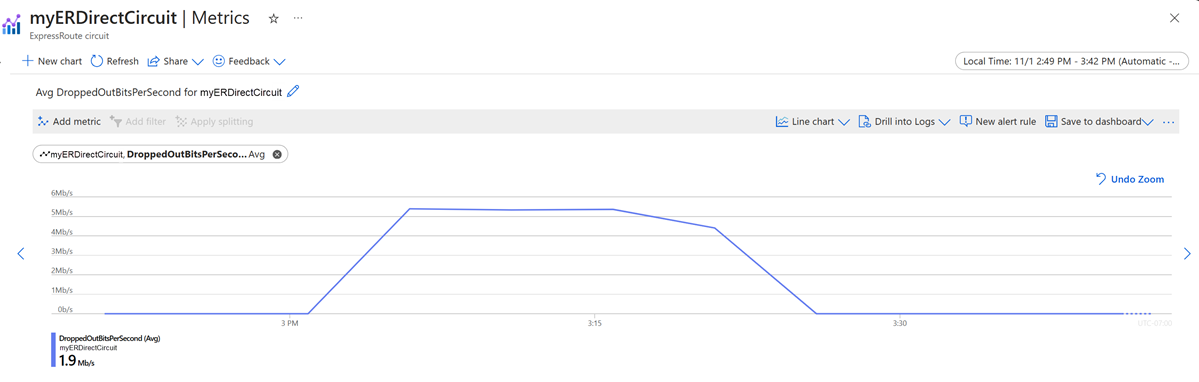 myERDirectCircuit | Metrics
ExpressRoute circuit
New chart Refresh Share Feedback Local Time: 11/1 2:49 PM - 3:42 PM (Automatic -...
Avg DroppedOutBitsPerSecond for myERDirectCircuit
Add metric Add filter Apply splitting Line chart Drill into Logs New alert rule Save to dashboard
myERDirectCircuit, DroppedOutBitsPerSeco... Avg
Undo Zoom
6Mb/s
5Mb/s
4Mb/s
3Mb/s
2Mb/s
1Mb/s
0b/s
3 PM 3:15 3:30 UTC-07:00
DroppedOutBitsPerSecond (Avg)
myERDirectCircuit
1.9 Mb/s